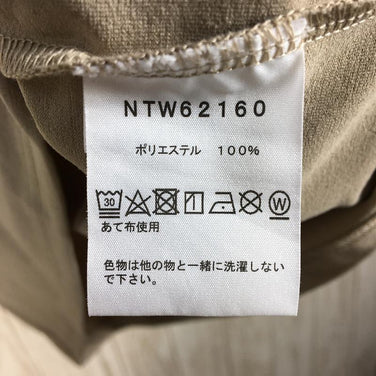 NTW62160
ポリエステル 100%
30 W
あて布使用
色物は他の物と一緒に洗濯しない
で下さい。